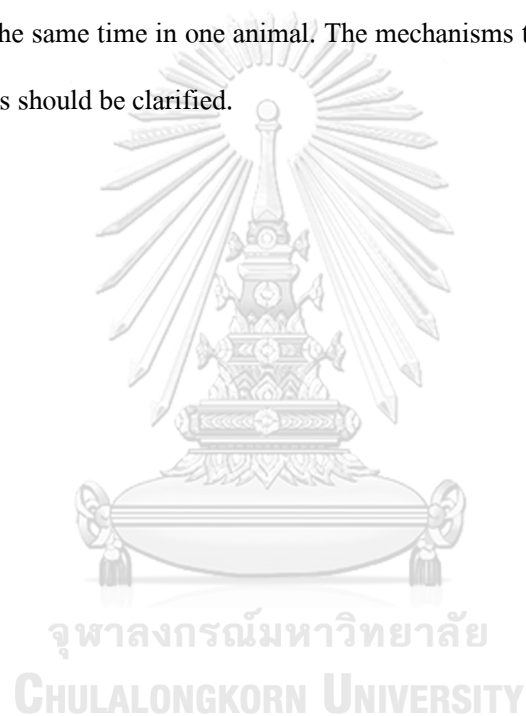 he same time in one animal. The mechanisms t
s should be clarified.
จุฬาลงกรณ์มหาวิทยาลัย
CHULALONGKORN UNIVERSITY